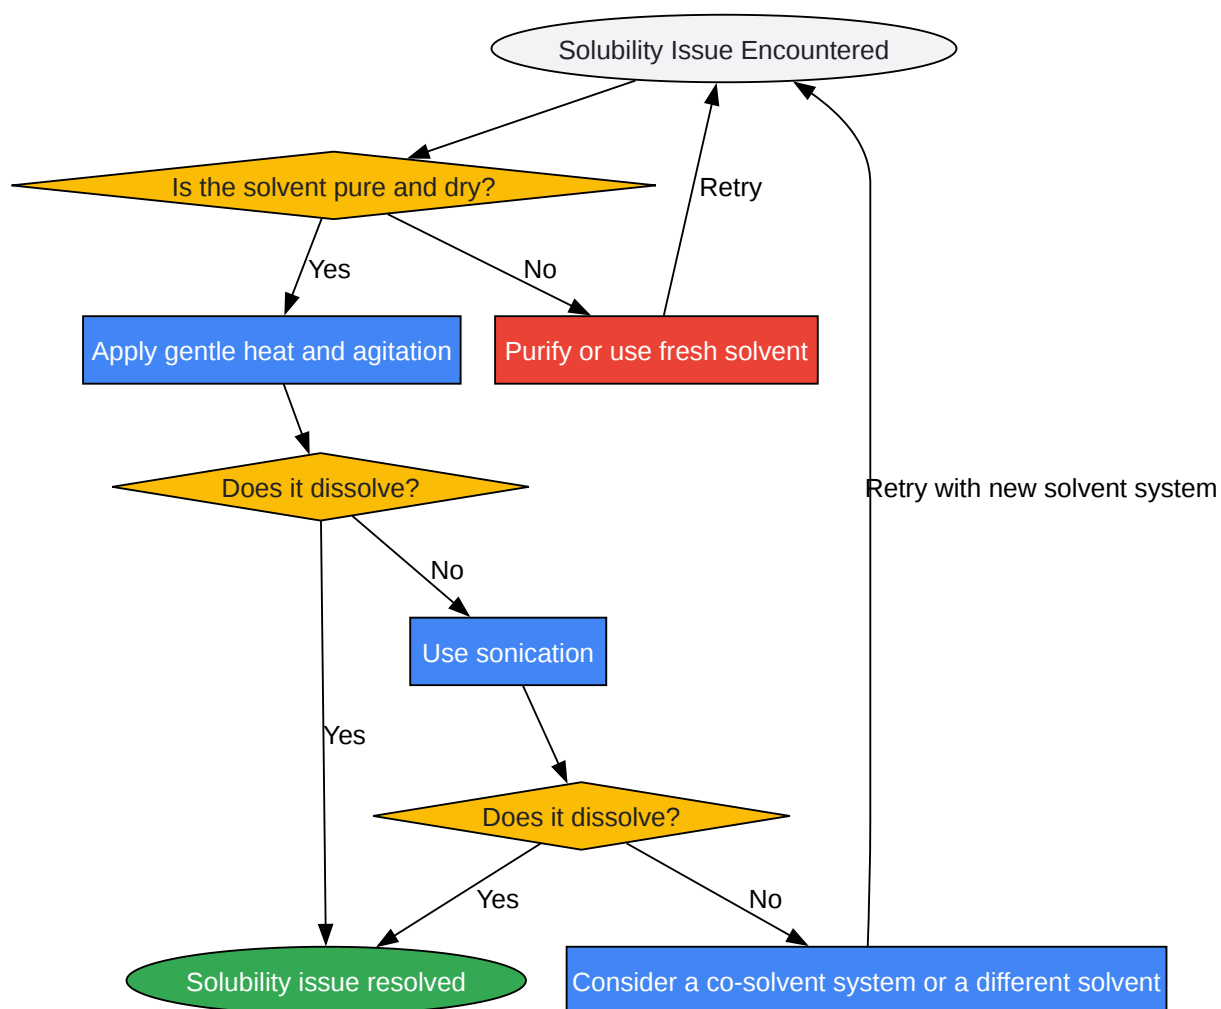 Solubility Issue Encountered
Is the solvent pure and dry?
Retry
Yes
No
Apply gentle heat and agitation
Purify or use fresh solvent
Does it dissolve?
Retry with new solvent system
No
Use sonication
Yes
Does it dissolve?
Yes
No
Solubility issue resolved
Consider a co-solvent system or a different solvent